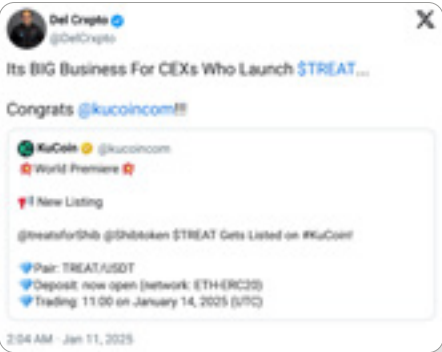 Del Crxpto
@DelCrxpto
Its BIG Business For CEXs Who Launch $TREAT...
Congrats @kucoincom!!!
KuCoin @kucoincom
World Premiere
New Listing
@treatsforShib @Shibtoken $TREAT Gets Listed on #KuCoin!
Pair: TREAT/USDT
Deposit: now open (network: ETH-ERC20)
Trading: 11:00 on January 14, 2025 (UTC)
2:04 AM · Jan 11, 2025